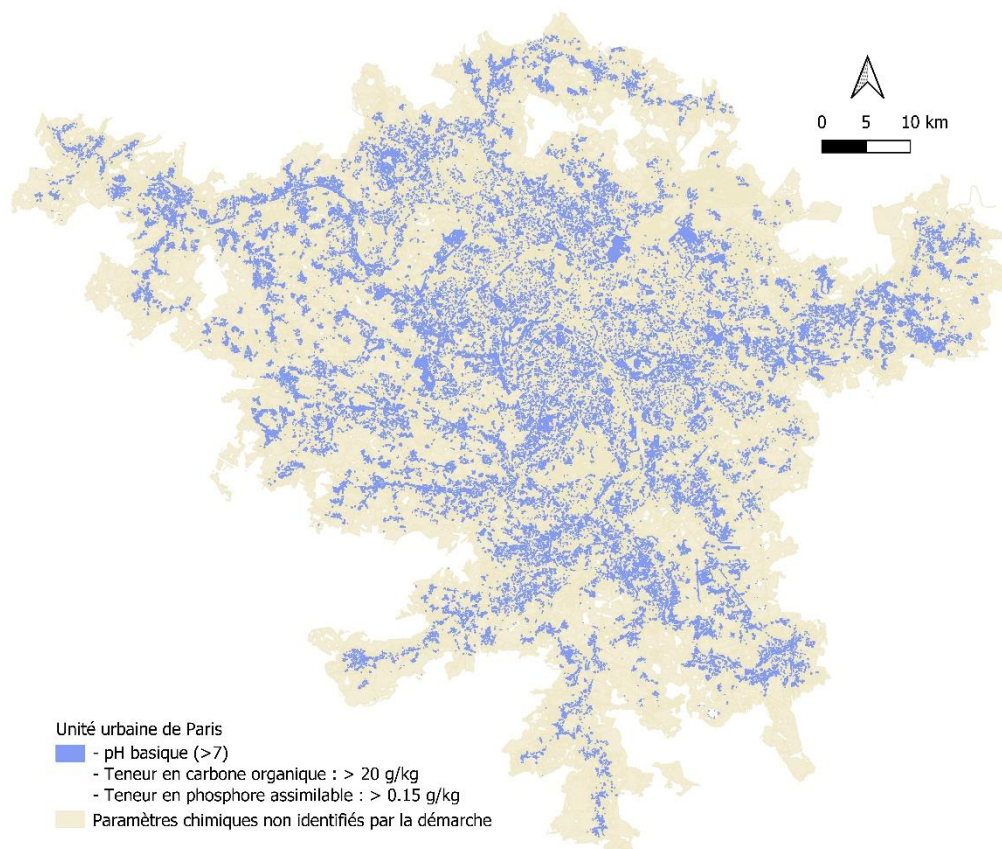 0 5 10 km
Unité urbaine de Paris
- pH basique (>7)
- Teneur en carbone organique : > 20 g/kg
- Teneur en phosphore assimilable : > 0.15 g/kg
Paramètres chimiques non identifiés par la démarche